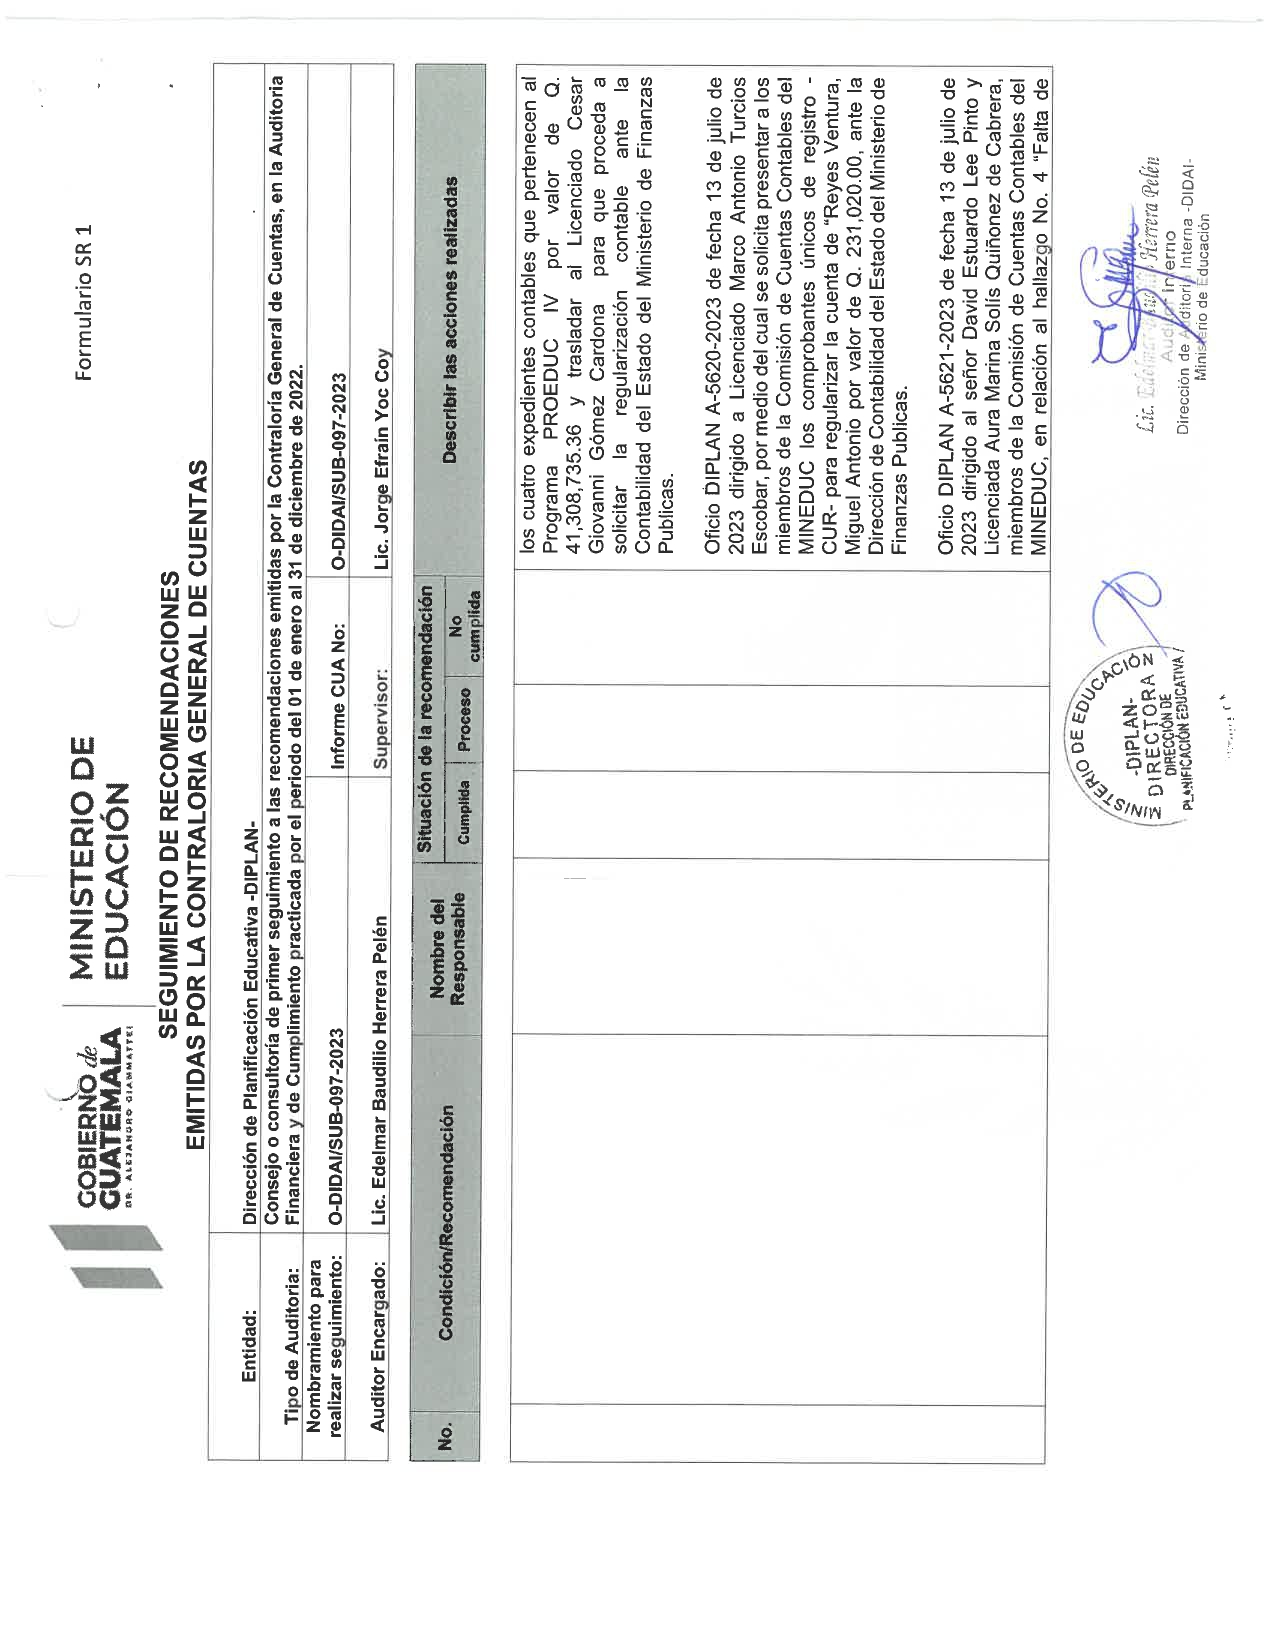 Formulario SR 1
GOBIERNO de
GUATEMALA
DR. ALEJANDRO GIAMMATTEI
MINISTERIO DE
EDUCACIÓN
SEGUIMIENTO DE RECOMENDACIONES
EMITIDAS POR LA CONTRALORIA GENERAL DE CUENTAS
Entidad: Dirección de Planificación Educativa -DIPLAN-
Tipo de Auditoria: Consejo o consultoría de primer seguimiento a las recomendaciones emitidas por la Contraloría General de Cuentas, en la Auditoria
Financiera y de Cumplimiento practicada por el periodo del 01 de enero al 31 de diciembre de 2022.
Nombramiento para
realizar seguimiento: O-DIDAI/SUB-097-2023 Informe CUA No: O-DIDAI/SUB-097-2023
Auditor Encargado: Lic. Edelmar Baudilio Herrera Pelén Supervisor: Lic. Jorge Efraín Yoc Coy
No. Condición/Recomendación Nombre del
Responsable Situación de la recomendación
Cumplida Proceso No
cumplida Describir las acciones realizadas
los cuatro expedientes contables que pertenecen al
Programa PROEDUC IV por valor de Q.
41,308,735.36 y trasladar al Licenciado Cesar
Giovanni Gómez Cardona para que proceda a
solicitar la regularización contable ante la
Contabilidad del Estado del Ministerio de Finanzas
Publicas.
Oficio DIPLAN A-5620-2023 de fecha 13 de julio de
2023 dirigido a Licenciado Marco Antonio Turcios
Escobar, por medio del cual se solicita presentar a los
miembros de la Comisión de Cuentas Contables del
MINEDUC los comprobantes únicos de registro -
CUR- para regularizar la cuenta de "Reyes Ventura,
Miguel Antonio por valor de Q. 231,020.00, ante la
Dirección de Contabilidad del Estado del Ministerio de
Finanzas Publicas.
Oficio DIPLAN A-5621-2023 de fecha 13 de julio de
2023 dirigido al señor David Estuardo Lee Pinto y
Licenciada Aura Marina Solís Quiñonez de Cabrera,
miembros de la Comisión de Cuentas Contables del
MINEDUC, en relación al hallazgo No. 4 "Falta de
MINISTERIO DE EDUCACIÓN
-DIPLAN-
DIRECTORA
DIRECCIÓN DE
PLANIFICACIÓN EDUCATIVA
Lic. Edelmar Herrera Pelén
Auditor Interno
Dirección de Auditoría Interna -DIDAI-
Ministerio de Educación